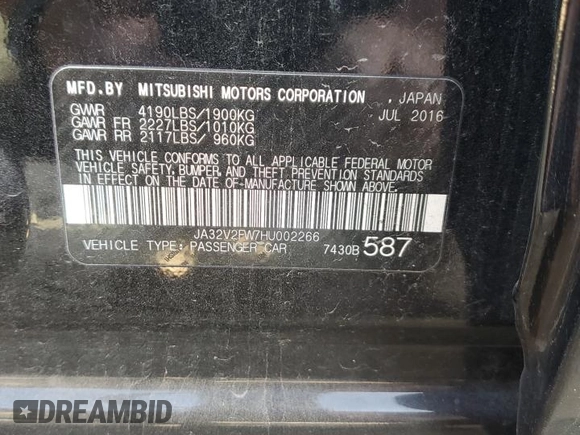 MFD.BY MITSUBISHI MOTORS CORPORATION , JAPAN
GVWR 4190LBS/1900KG JUL 2016
GAWR FR 2227LBS/1010KG
GAWR RR 2117LBS/ 960KG
THIS VEHICLE CONFORMS TO ALL APPLICABLE FEDERAL MOTOR
VEHICLE SAFETY, BUMPER, AND THEFT PREVENTION STANDARDS
IN EFFECT ON THE DATE OF MANUFACTURE SHOWN ABOVE.
JA32V2FW7HU002266
VEHICLE TYPE: PASSENGER CAR 7430B 587
DREAMBID